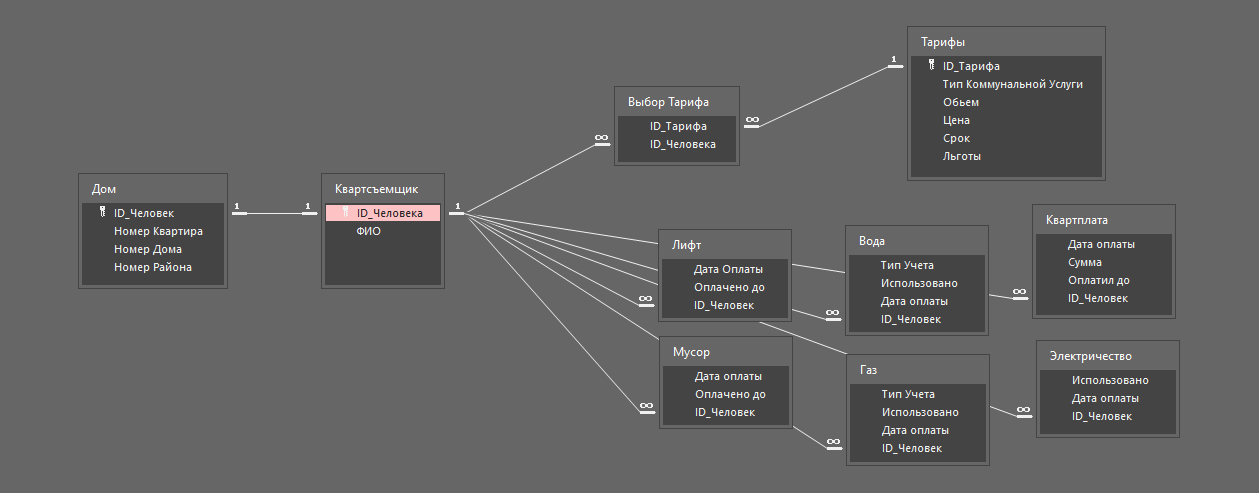 Дом
ID_Человек
Номер Квартира
Номер Дома
Номер Района
1
1
Квартсъемщик
ID_Человека
ФИО
1
Выбор Тарифа
ID_Тарифа
ID_Человека
∞
∞
1
Тарифы
ID_Тарифа
Тип Коммунальной Услуги
Обьем
Цена
Срок
Льготы
Лифт
Дата Оплаты
Оплачено до
ID_Человек
∞
Вода
Тип Учета
Использовано
Дата оплаты
ID_Человек
∞
Квартплата
Дата оплаты
Сумма
Оплатил до
ID_Человек
∞
Мусор
Дата оплаты
Оплачено до
ID_Человек
∞
Газ
Тип Учета
Использовано
Дата оплаты
ID_Человек
∞
Электричество
Использовано
Дата оплаты
ID_Человек
∞